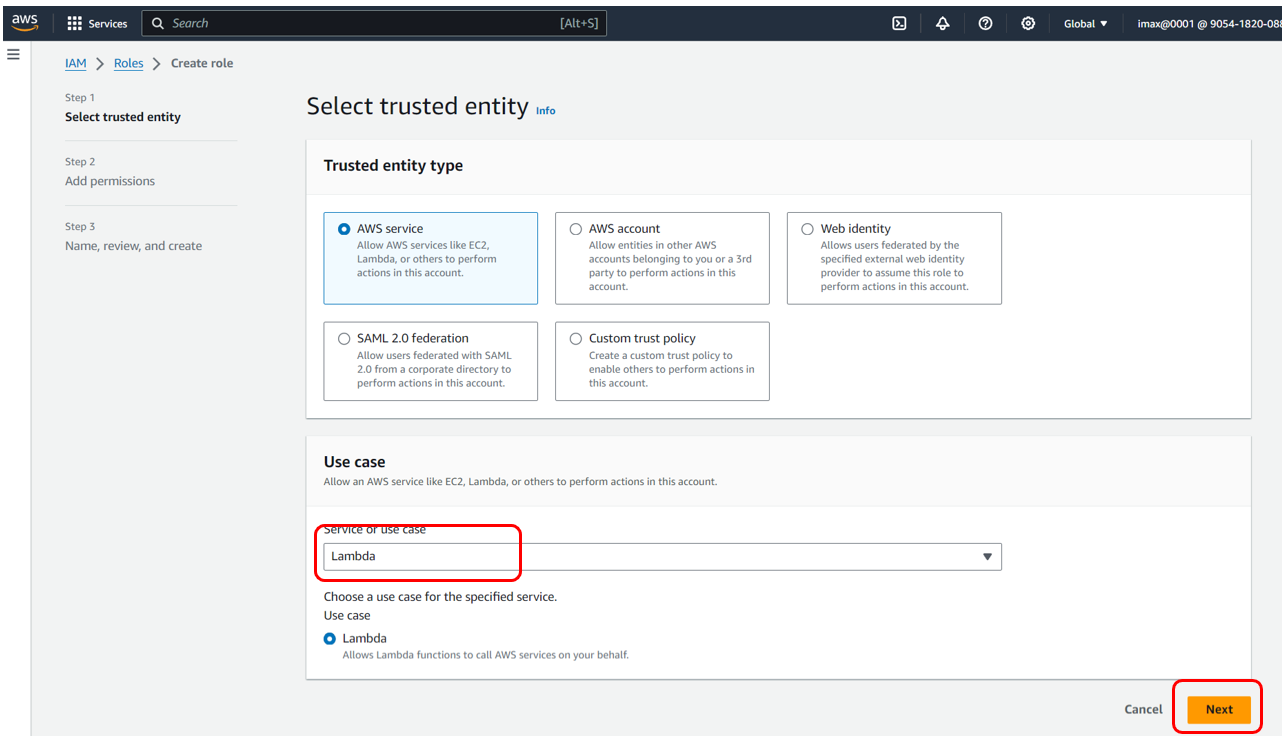 aws
Services
Search
[Alt+S]
Global
imax@0001 @ 9054-1820-088
IAM
Roles
Create role
Step 1
Select trusted entity
Step 2
Add permissions
Step 3
Name, review, and create
Select trusted entity Info
Trusted entity type
AWS service
Allow AWS services like EC2,
Lambda, or others to perform
actions in this account.
AWS account
Allow entities in other AWS
accounts belonging to you or a 3rd
party to perform actions in this
account.
Web identity
Allows users federated by the
specified external web identity
provider to assume this role to
perform actions in this account.
SAML 2.0 federation
Allow users federated with SAML
2.0 from a corporate directory to
perform actions in this account.
Custom trust policy
Create a custom trust policy to
enable others to perform actions in
this account.
Use case
Allow an AWS service like EC2, Lambda, or others to perform actions in this account.
Service or use case
Lambda
Choose a use case for the specified service.
Use case
Lambda
Allows Lambda functions to call AWS services on your behalf.
Cancel
Next